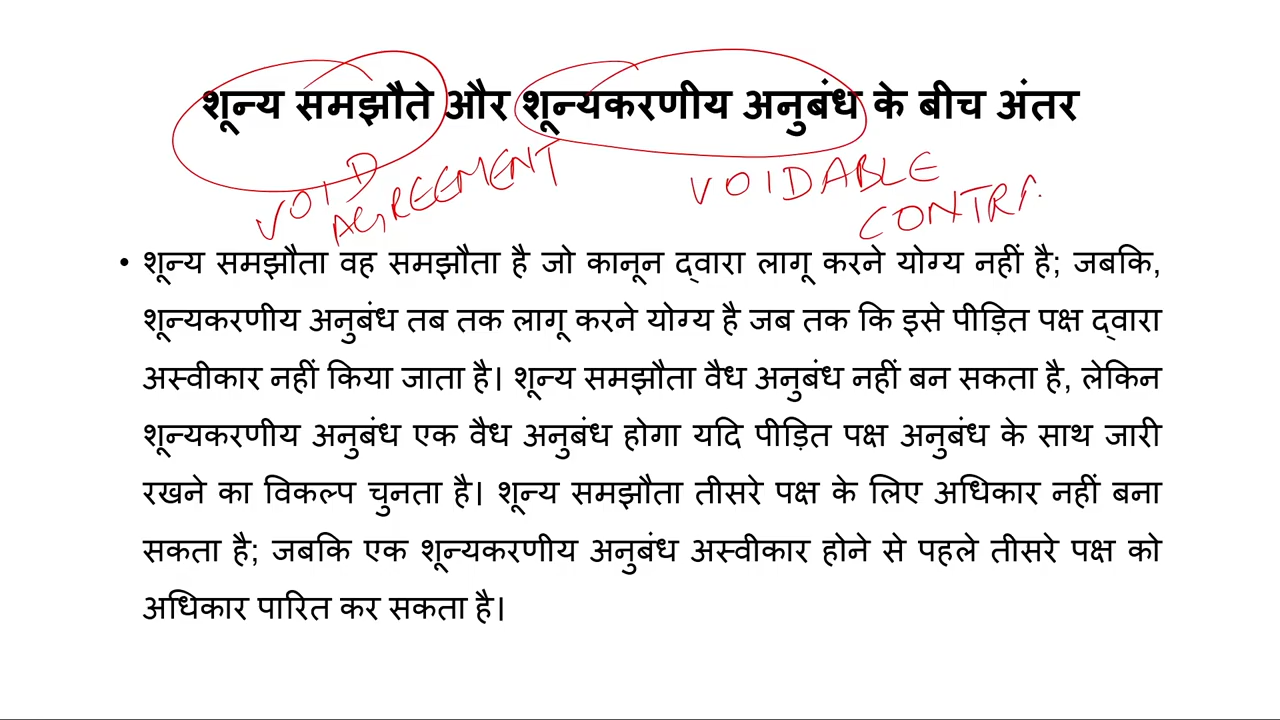 शून्य समझौते और शून्यकरणीय अनुबंध के बीच अंतर
VOID
AGREEMENT
VOIDABLE
CONTRA
• शून्य समझौता वह समझौता है जो कानून द्वारा लागू करने योग्य नहीं है; जबकि,
शून्यकरणीय अनुबंध तब तक लागू करने योग्य है जब तक कि इसे पीड़ित पक्ष द्वारा
अस्वीकार नहीं किया जाता है। शून्य समझौता वैध अनुबंध नहीं बन सकता है, लेकिन
शून्यकरणीय अनुबंध एक वैध अनुबंध होगा यदि पीड़ित पक्ष अनुबंध के साथ जारी
रखने का विकल्प चुनता है। शून्य समझौता तीसरे पक्ष के लिए अधिकार नहीं बना
सकता है; जबकि एक शून्यकरणीय अनुबंध अस्वीकार होने से पहले तीसरे पक्ष को
अधिकार पारित कर सकता है।